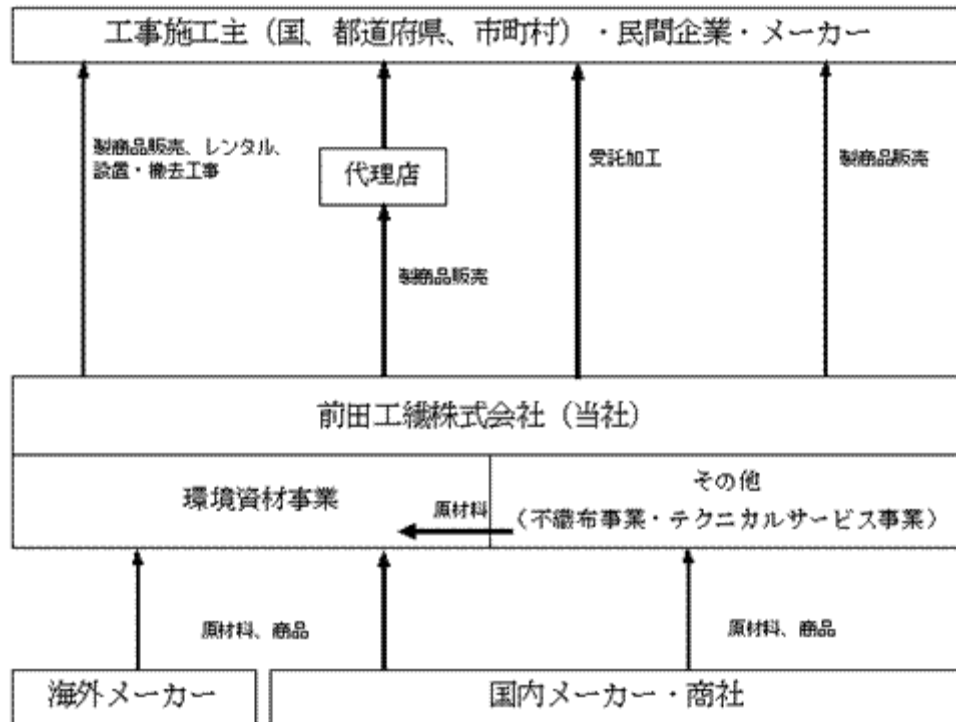 工事施工主（国、都道府県、市町村）・民間企業・メーカー
製商品販売、レンタル、
設置・撤去工事
代理店
受託加工
製商品販売
製商品販売
前田工繊株式会社（当社）
環境資材事業
原材料
その他
（不織布事業・テクニカルサービス事業）
原材料、商品
原材料、商品
海外メーカー
国内メーカー・商社